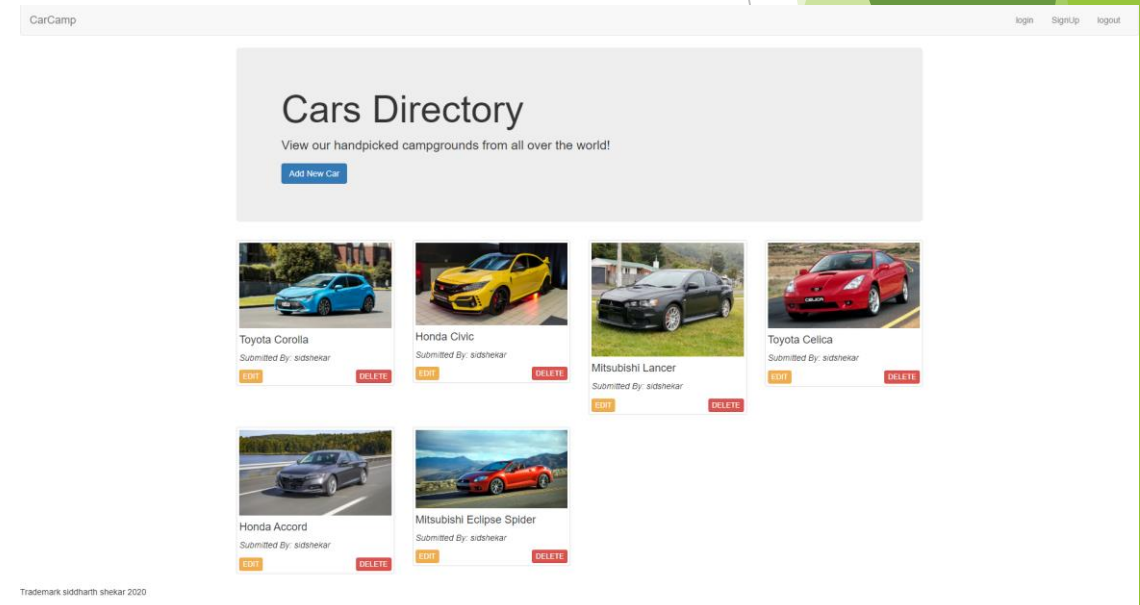 CarCamp
login SignUp logout
Cars Directory
View our handpicked campgrounds from all over the world!
Add New Car
CELICA
Toyota Corolla
Honda Civic
Mitsubishi Lancer
Toyota Celica
Submitted By: sidshekar
Submitted By: sidshekar
Submitted By: sidshekar
Submitted By: sidshekar
EDIT DELETE
EDIT DELETE
EDIT DELETE
EDIT DELETE
Honda Accord
Mitsubishi Eclipse Spider
Submitted By: sidshekar
Submitted By: sidshekar
EDIT DELETE
EDIT DELETE
Trademark siddharth shekar 2020